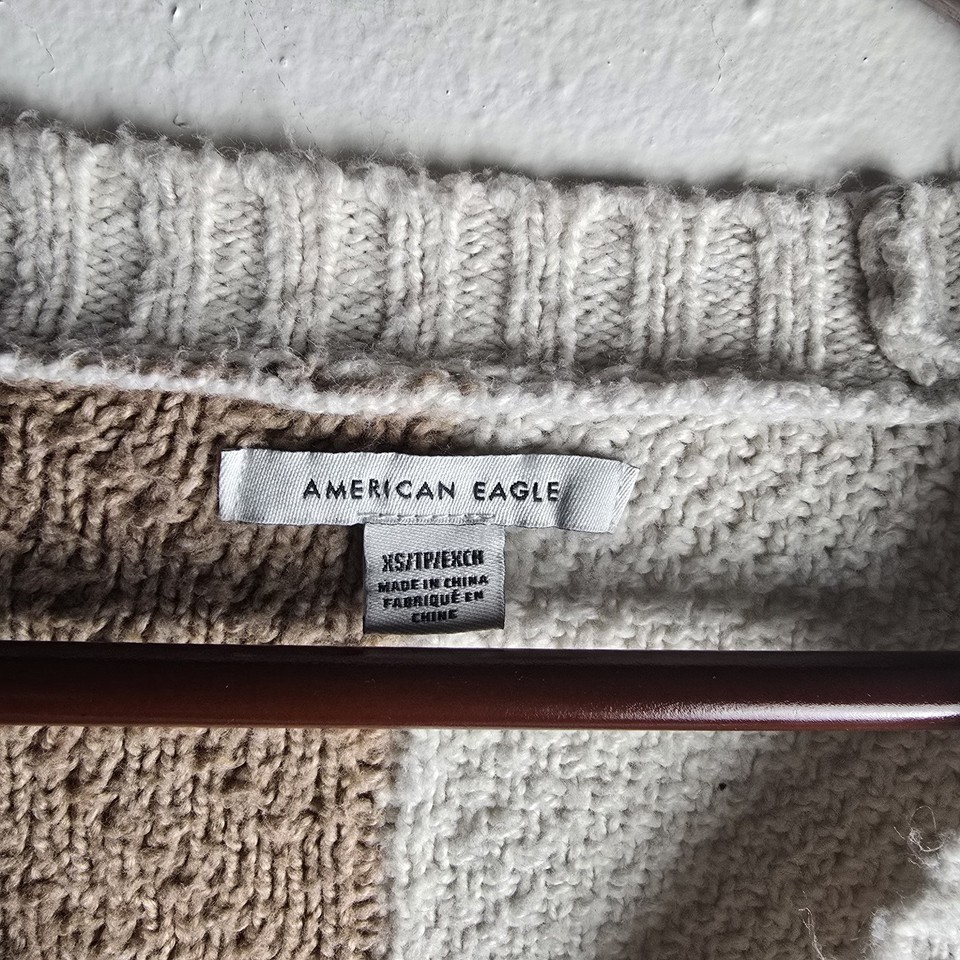 AMERICAN EAGLE
XS/TP/EXCH
MADE IN CHINA
FABRIQUÉ EN
CHINE